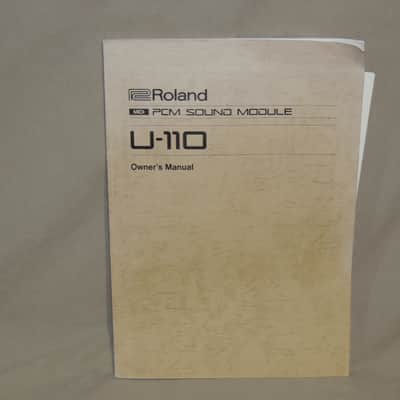 Roland
MIDI PCM SOUND MODULE
U-110
Owner's Manual